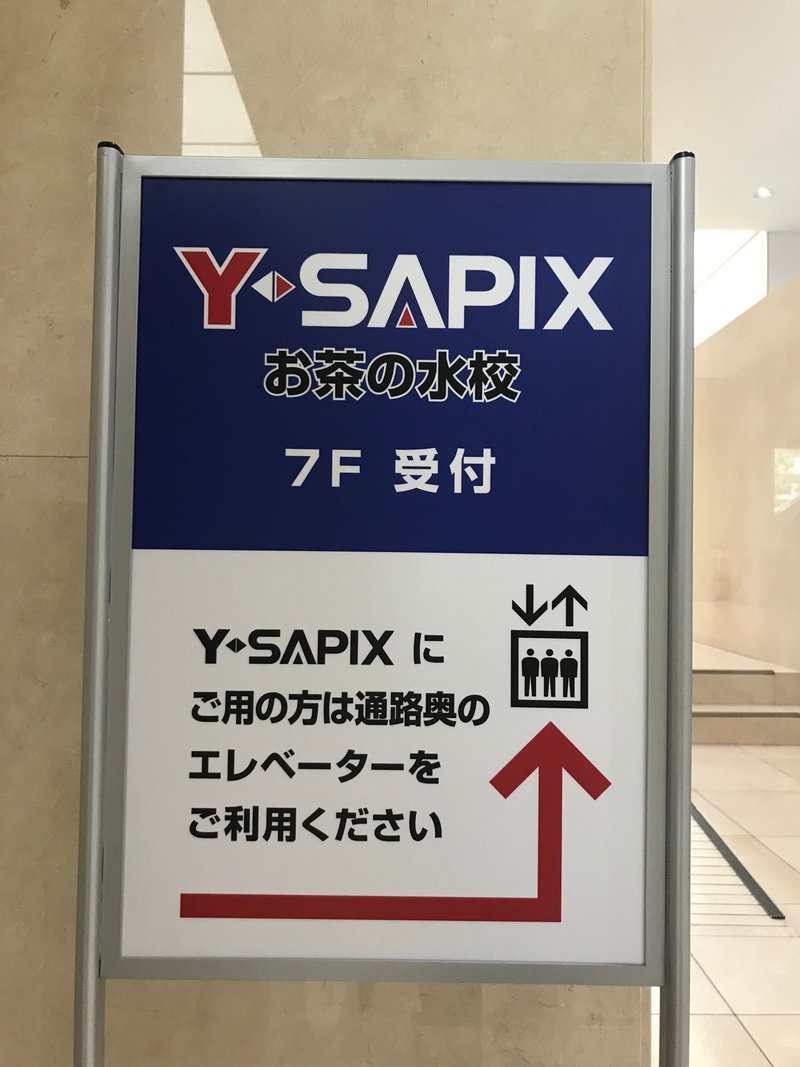 Y-SAPIX
お茶の水校
7F 受付
Y-SAPIX に
ご用の方は通路奥の
エレベーターを
ご利用ください